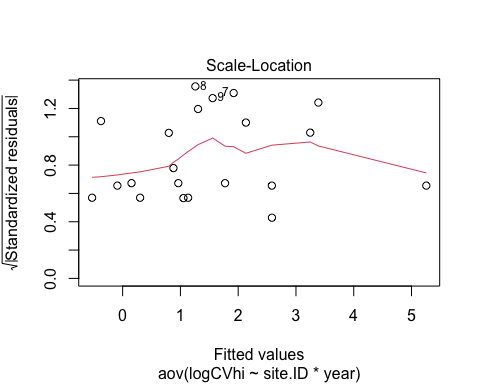 Scale-Location
√|Standardized residuals|
0.0 0.4 0.8 1.2
8
7
9
0 1 2 3 4 5
Fitted values
aov(logCVhi ~ site.ID * year)